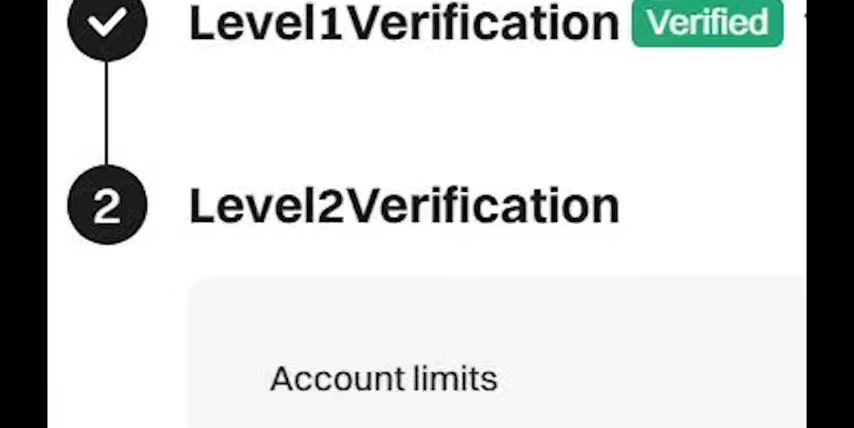 Level1Verification Verified
2 Level2Verification
Account limits